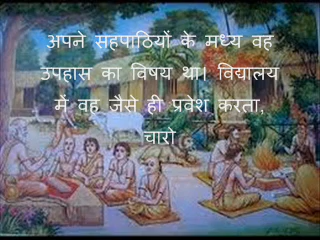 अपने सहपाठियों के मध्य वह
उपहास का विषय था। विद्यालय
में वह जैसे ही प्रवेश करता,
चारो